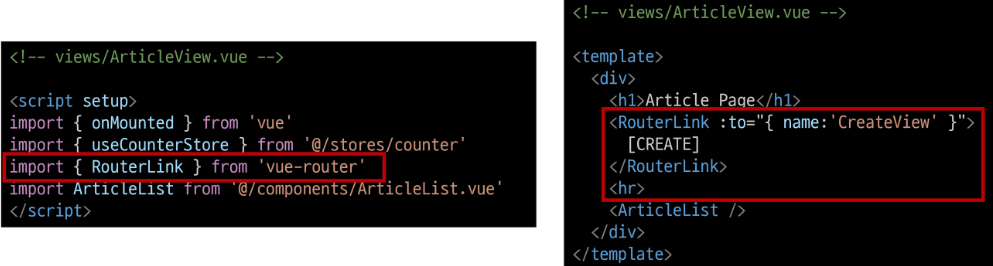 <!-- views/ArticleView.vue -->
<script setup>
import { onMounted } from 'vue'
import { useCounterStore } from '@/stores/counter'
import { RouterLink } from 'vue-router'
import ArticleList from '@/components/ArticleList.vue'
</script>
<!-- views/ArticleView.vue -->
<template>
<div>
<h1>Article Page</h1>
<RouterLink :to="{ name:'CreateView' }">
[CREATE]
</RouterLink>
<hr>
<ArticleList />
</div>
</template>